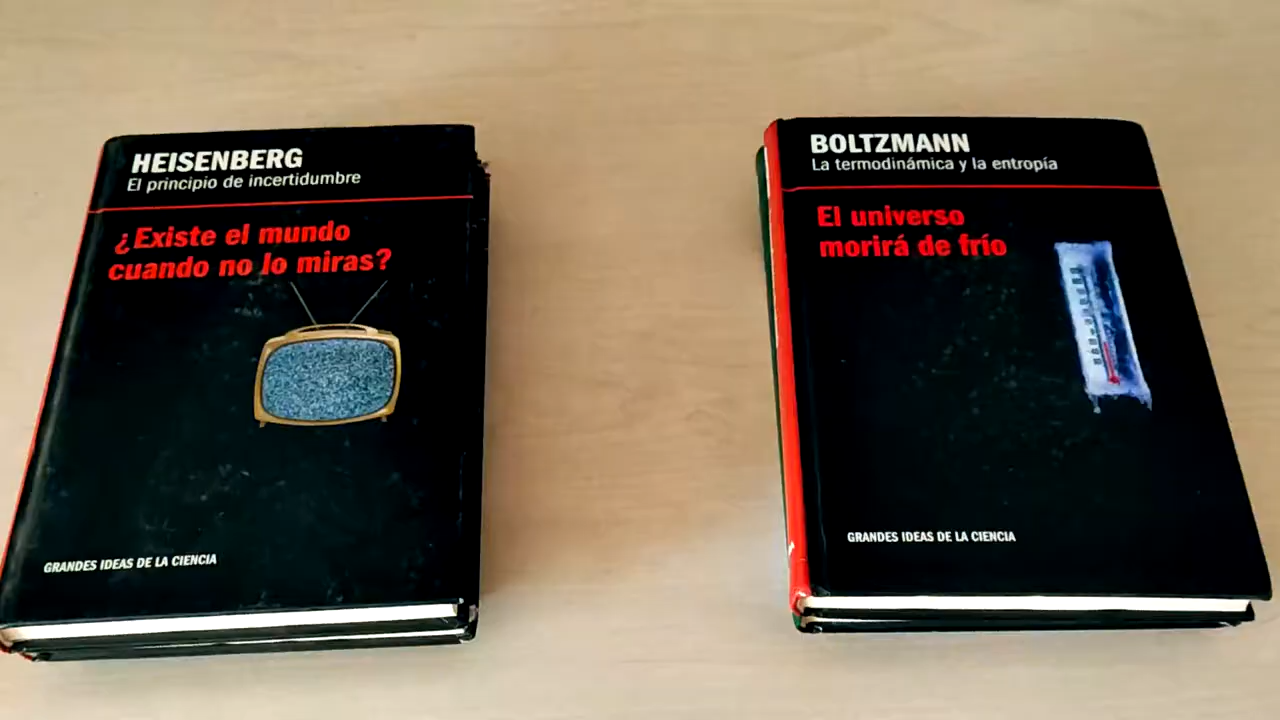 HEISENBERG
El principio de incertidumbre
¿Existe el mundo
cuando no lo miras?
GRANDES IDEAS DE LA CIENCIA
BOLTZMANN
La termodinámica y la entropía
El universo
morirá de frío
GRANDES IDEAS DE LA CIENCIA